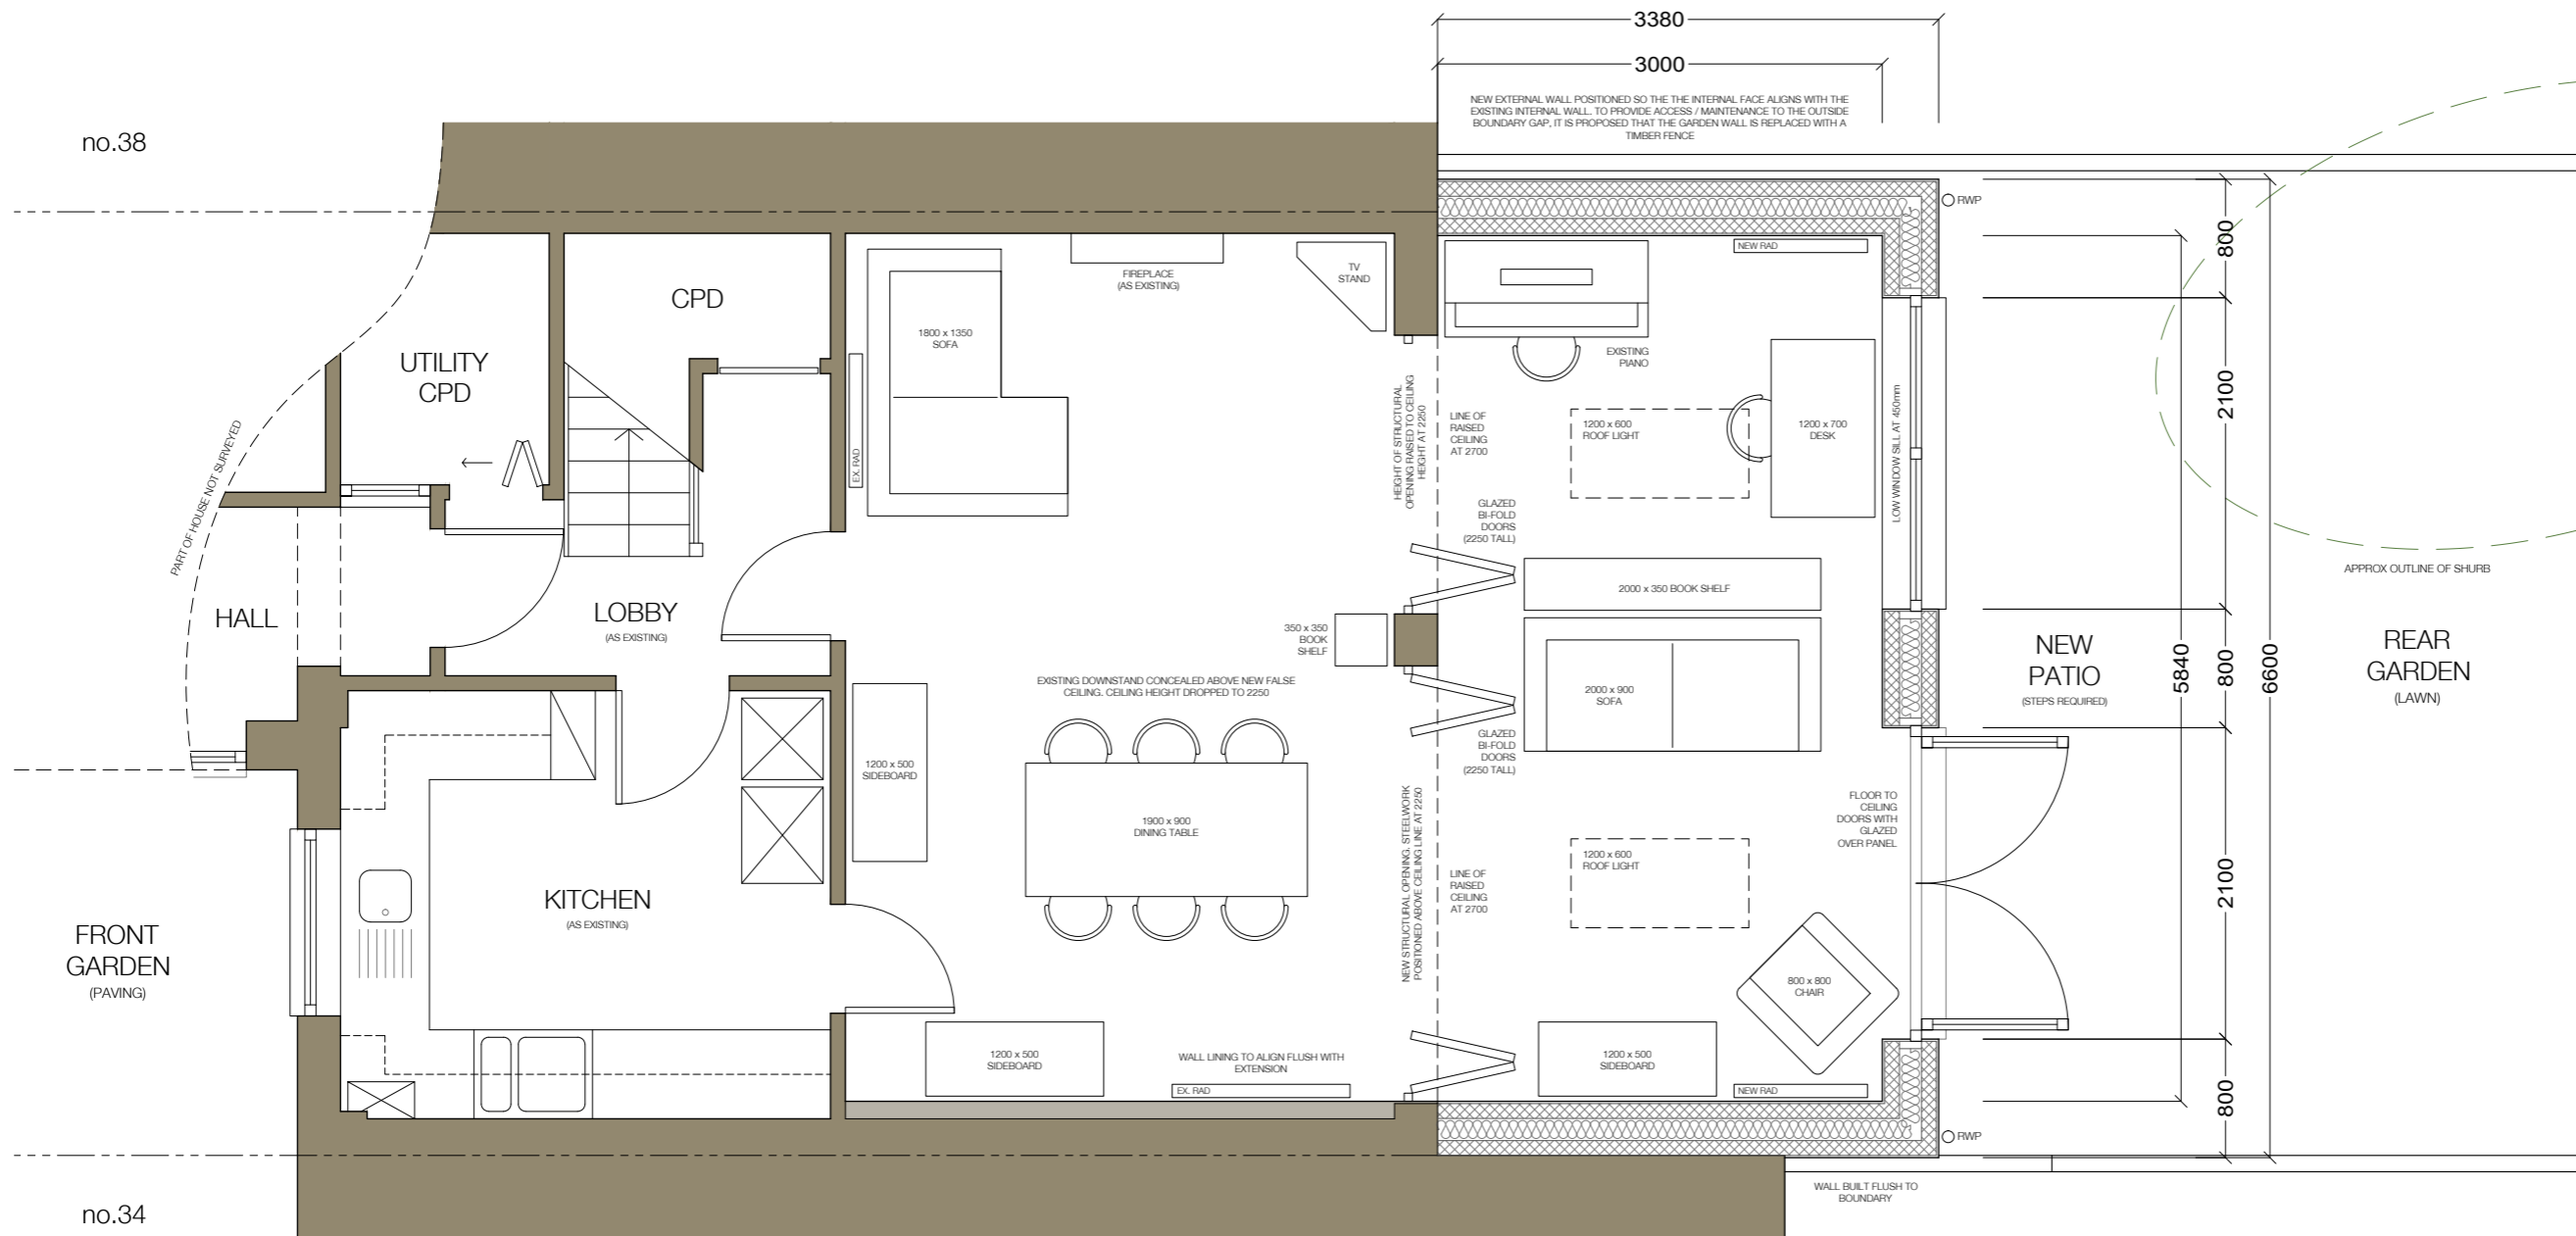 3380
3000
NEW EXTERNAL WALL POSITIONED SO THE THE INTERNAL FACE ALIGNS WITH THE
EXISTING INTERNAL WALL. TO PROVIDE ACCESS / MAINTENANCE TO THE OUTSIDE
BOUNDARY GAP, IT IS PROPOSED THAT THE GARDEN WALL IS REPLACED WITH A
TIMBER FENCE
no.38
RWP
UTILITY
CPD
CPD
PART OF HOUSE NOT SURVEYED
HALL
LOBBY
(AS EXISTING)
KITCHEN
(AS EXISTING)
FRONT
GARDEN
(PAVING)
no.34
FIREPLACE
(AS EXISTING)
TV
STAND
1800 x 1350
SOFA
EX. RAD
HEIGHT OF STRUCTURAL
OPENING RAISED TO CEILING
HEIGHT AT 2250
350 x 350
BOOK
SHELF
EXISTING DOWNSTAND CONCEALED ABOVE NEW FALSE
CEILING. CEILING HEIGHT DROPPED TO 2250
1200 x 500
SIDEBOARD
1900 x 900
DINING TABLE
NEW STRUCTURAL OPENING. STEELWORK
POSITIONED ABOVE CEILING LINE AT 2250
1200 x 500
SIDEBOARD
WALL LINING TO ALIGN FLUSH WITH
EXTENSION
EX. RAD
NEW RAD
EXISTING
PIANO
LINE OF
RAISED
CEILING
AT 2700
1200 x 600
ROOF LIGHT
1200 x 700
DESK
LOW WINDOW SILL AT 450mm
GLAZED
BI-FOLD
DOORS
(2250 TALL)
2000 x 350 BOOK SHELF
2000 x 900
SOFA
GLAZED
BI-FOLD
DOORS
(2250 TALL)
FLOOR TO
CEILING
DOORS WITH
GLAZED
OVER PANEL
1200 x 600
ROOF LIGHT
LINE OF
RAISED
CEILING
AT 2700
800 x 800
CHAIR
1200 x 500
SIDEBOARD
NEW RAD
RWP
WALL BUILT FLUSH TO
BOUNDARY
NEW
PATIO
(STEPS REQUIRED)
800
2100
800
2100
800
5840
6600
APPROX OUTLINE OF SHURB
REAR
GARDEN
(LAWN)